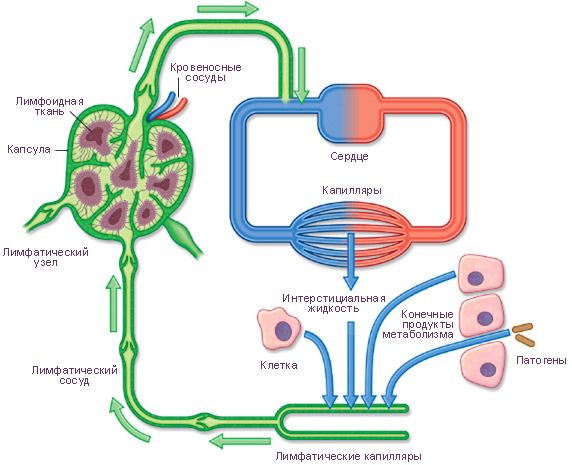 Кровеносные
сосуды
Лимфоидная
ткань
Капсула
Сердце
Капилляры
Лимфатический
узел
Интерстициальная
жидкость
Конечные
продукты
метаболизма
Патогены
Клетка
Лимфатический
сосуд
Лимфатические капилляры